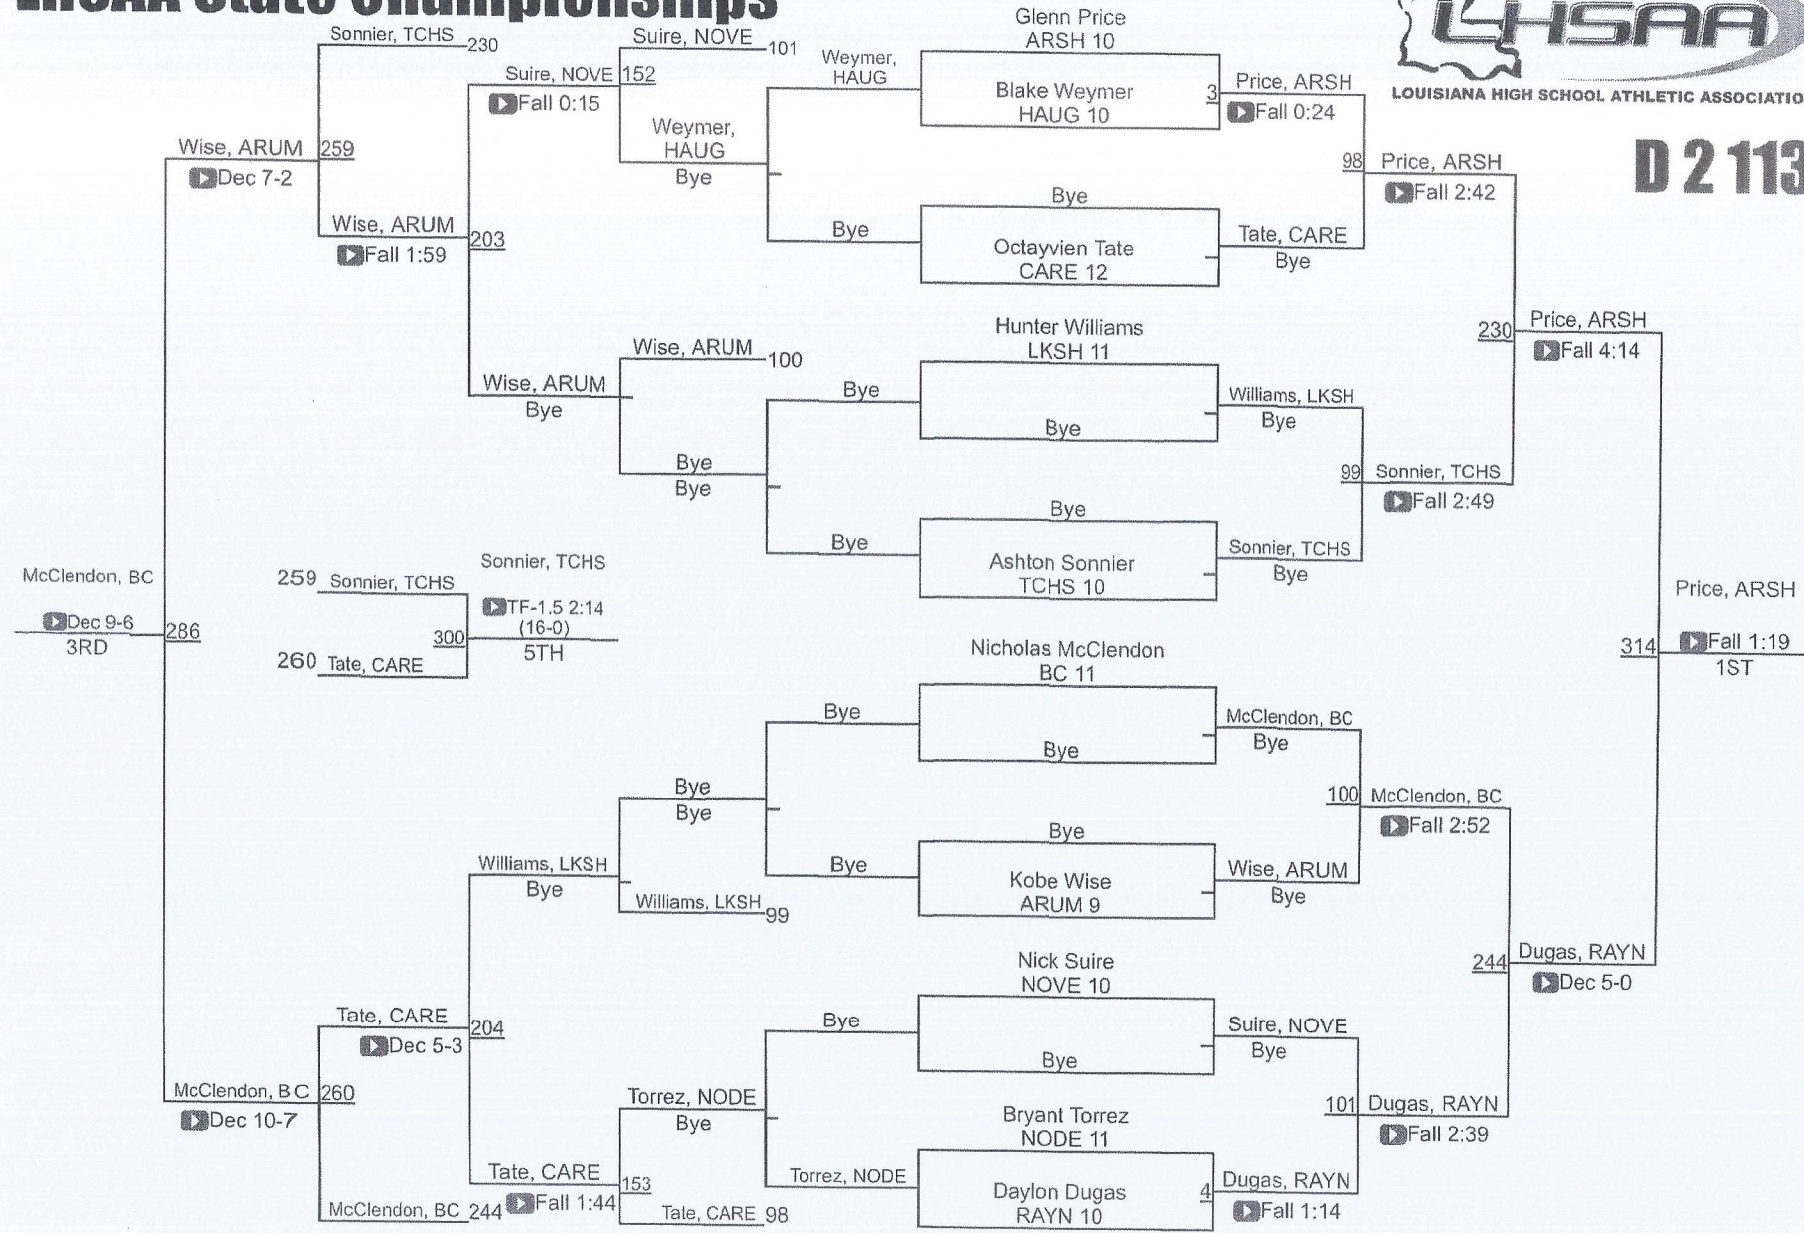 LHSAA State Championships
LHSAA
LOUISIANA HIGH SCHOOL ATHLETIC ASSOCIATIO
D 2 113
Sonnier, TCHS
230
Wise, ARUM
259
Dec 7-2
Wise, ARUM
203
Fall 1:59
Suire, NOVE
152
Fall 0:15
Suire, NOVE
101
Weymer,
HAUG
Bye
Weymer,
HAUG
Bye
Wise, ARUM
Bye
Wise, ARUM
100
Bye
Bye
Bye
Bye
Glenn Price
ARSH 10
Blake Weymer
HAUG 10
3
Price, ARSH
Fall 0:24
Bye
Octayvien Tate
CARE 12
Tate, CARE
Bye
98
Price, ARSH
Fall 2:42
Hunter Williams
LKSH 11
Bye
Williams, LKSH
Bye
Bye
Ashton Sonnier
TCHS 10
Sonnier, TCHS
Bye
99
Sonnier, TCHS
Fall 2:49
230
Price, ARSH
Fall 4:14
McClendon, BC
Dec 9-6
3RD
286
259 Sonnier, TCHS
260 Tate, CARE
300
Sonnier, TCHS
TF-1.5 2:14
(16-0)
5TH
Price, ARSH
314
Fall 1:19
1ST
Bye
Bye
Bye
Bye
Williams, LKSH
Bye
Williams, LKSH
99
Nicholas McClendon
BC 11
Bye
McClendon, BC
Bye
Bye
Kobe Wise
ARUM 9
Wise, ARUM
Bye
100
McClendon, BC
Fall 2:52
Tate, CARE
204
Dec 5-3
McClendon, BC
260
Dec 10-7
McClendon, BC
244
Tate, CARE
153
Fall 1:44
Torrez, NODE
Bye
Tate, CARE
98
Bye
Torrez, NODE
Nick Suire
NOVE 10
Bye
Suire, NOVE
Bye
Bryant Torrez
NODE 11
Daylon Dugas
RAYN 10
4
Dugas, RAYN
Fall 1:14
101
Dugas, RAYN
Fall 2:39
244
Dugas, RAYN
Dec 5-0